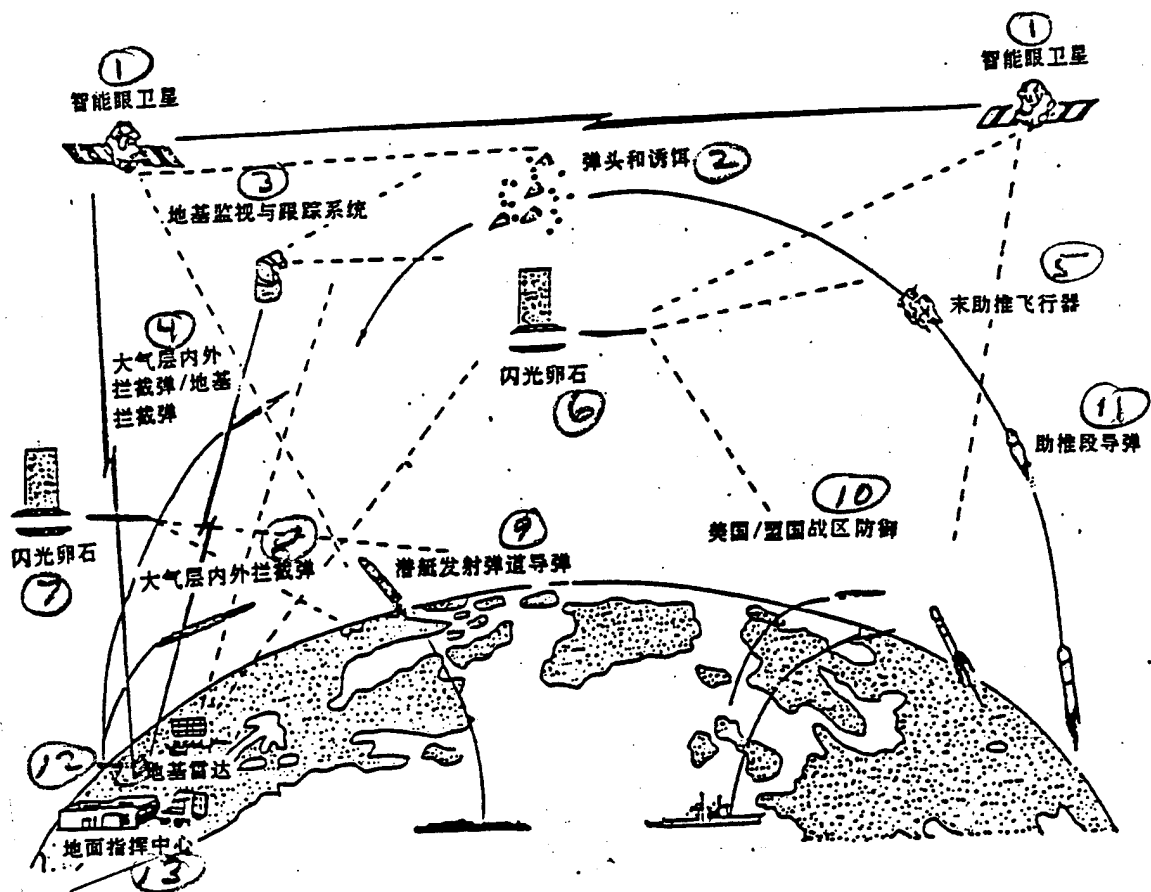 1
1
智能眼卫星
智能眼卫星
弹头和诱饵 2
3
地基监视与跟踪系统
5
末助推飞行器
4
大气层内外
拦截弹/地基
拦截弹
闪光卵石
6
11
助推段导弹
10
美国/盟国战区防御
9
闪光卵石
7
大气层内外拦截弹
潜艇发射弹道导弹
12
地基雷达
地面指挥中心
13